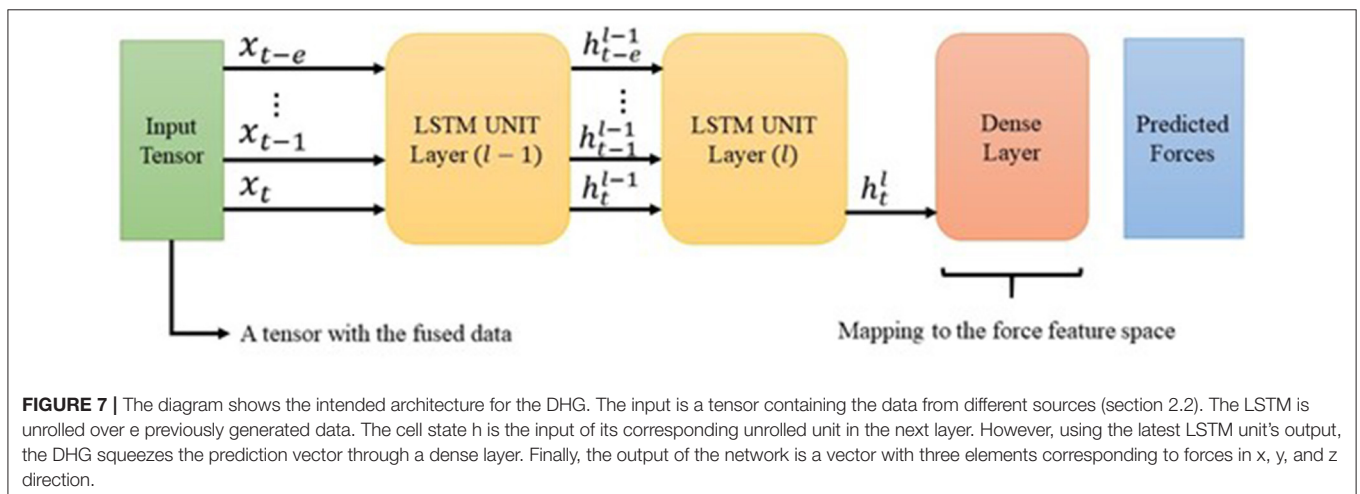 x_{t-e}
⋮
x_{t-1}
x_t
h_{t-e}^{l-1}
⋮
h_{t-1}^{l-1}
h_t^{l-1}
h_t^l
Input
Tensor
LSTM UNIT
Layer (l − 1)
LSTM UNIT
Layer (l)
Dense
Layer
Predicted
Forces
A tensor with the fused data
Mapping to the force feature space
FIGURE 7 | The diagram shows the intended architecture for the DHG. The input is a tensor containing the data from different sources (section 2.2). The LSTM is
unrolled over e previously generated data. The cell state h is the input of its corresponding unrolled unit in the next layer. However, using the latest LSTM unit's output,
the DHG squeezes the prediction vector through a dense layer. Finally, the output of the network is a vector with three elements corresponding to forces in x, y, and z
direction.